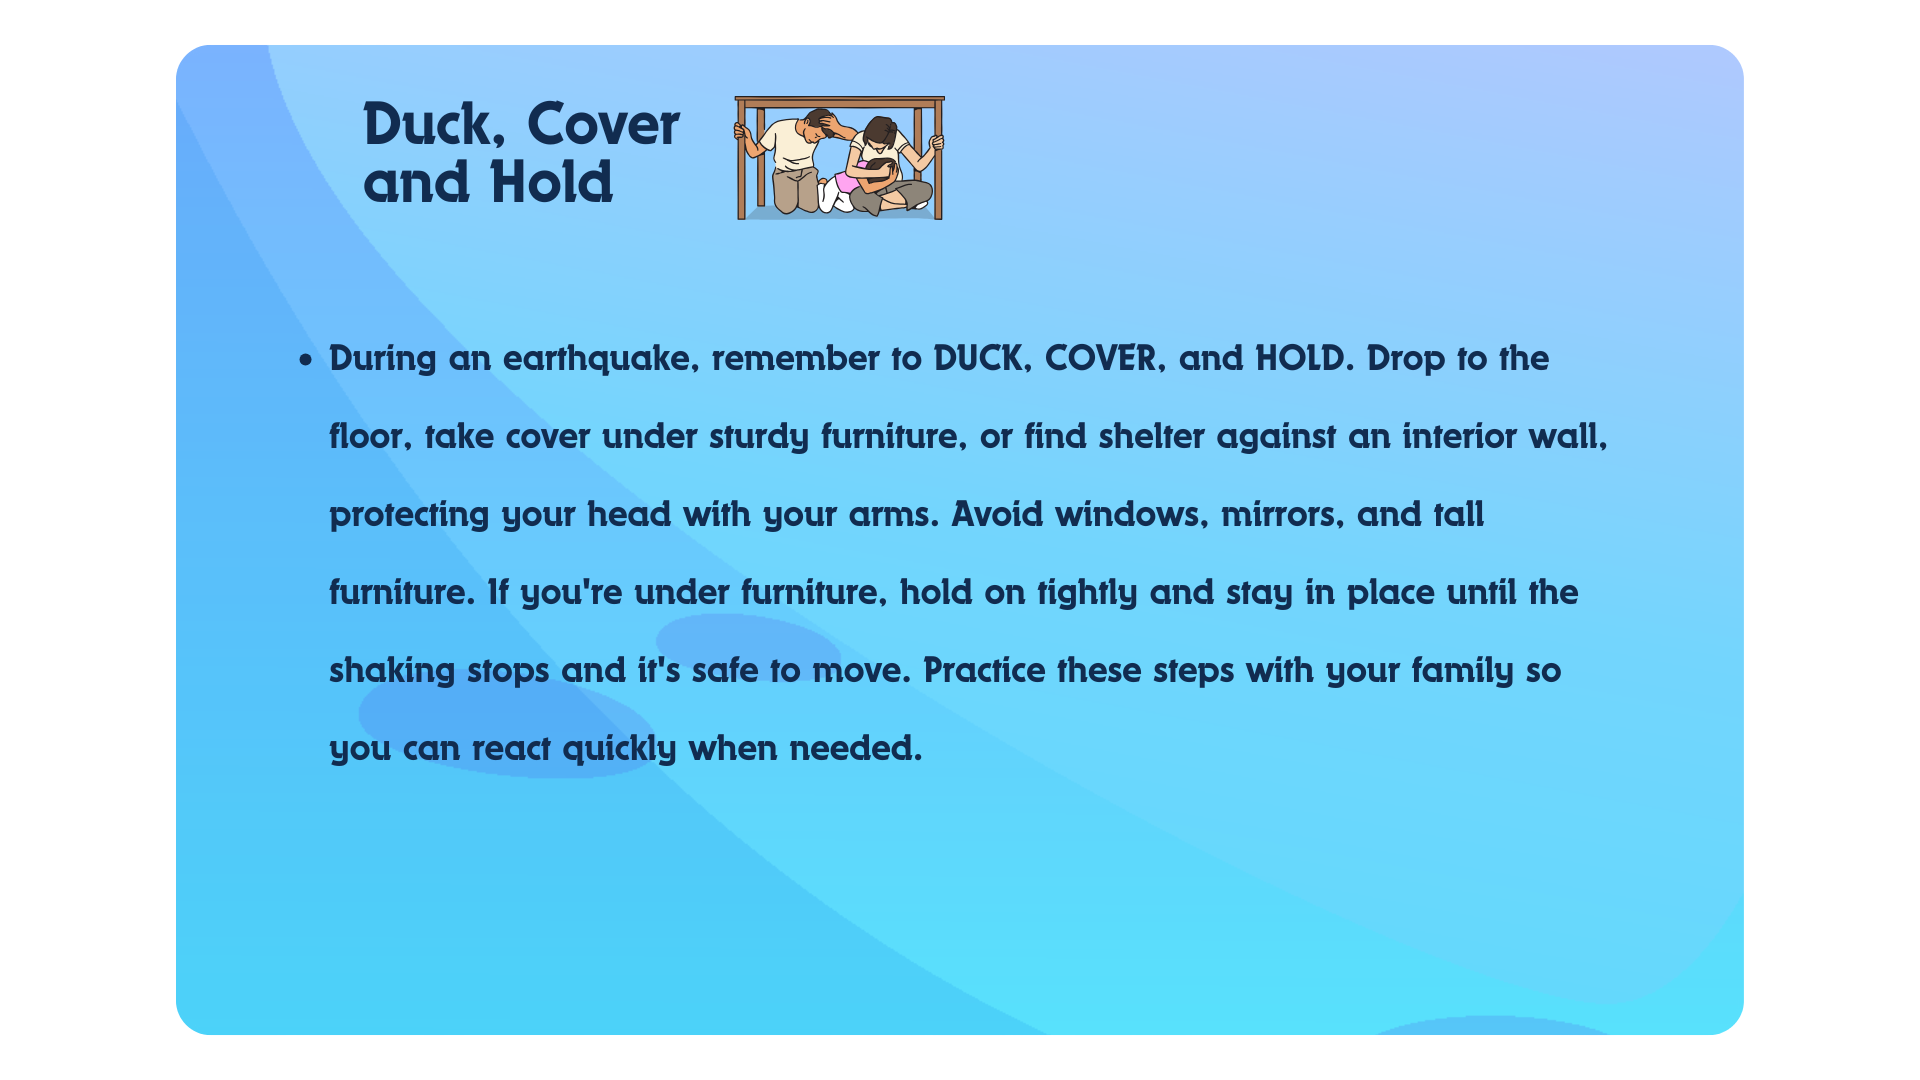 Duck, Cover
and Hold
• During an earthquake, remember to DUCK, COVER, and HOLD. Drop to the
floor, take cover under sturdy furniture, or find shelter against an interior wall,
protecting your head with your arms. Avoid windows, mirrors, and tall
furniture. If you're under furniture, hold on tightly and stay in place until the
shaking stops and it's safe to move. Practice these steps with your family so
you can react quickly when needed.